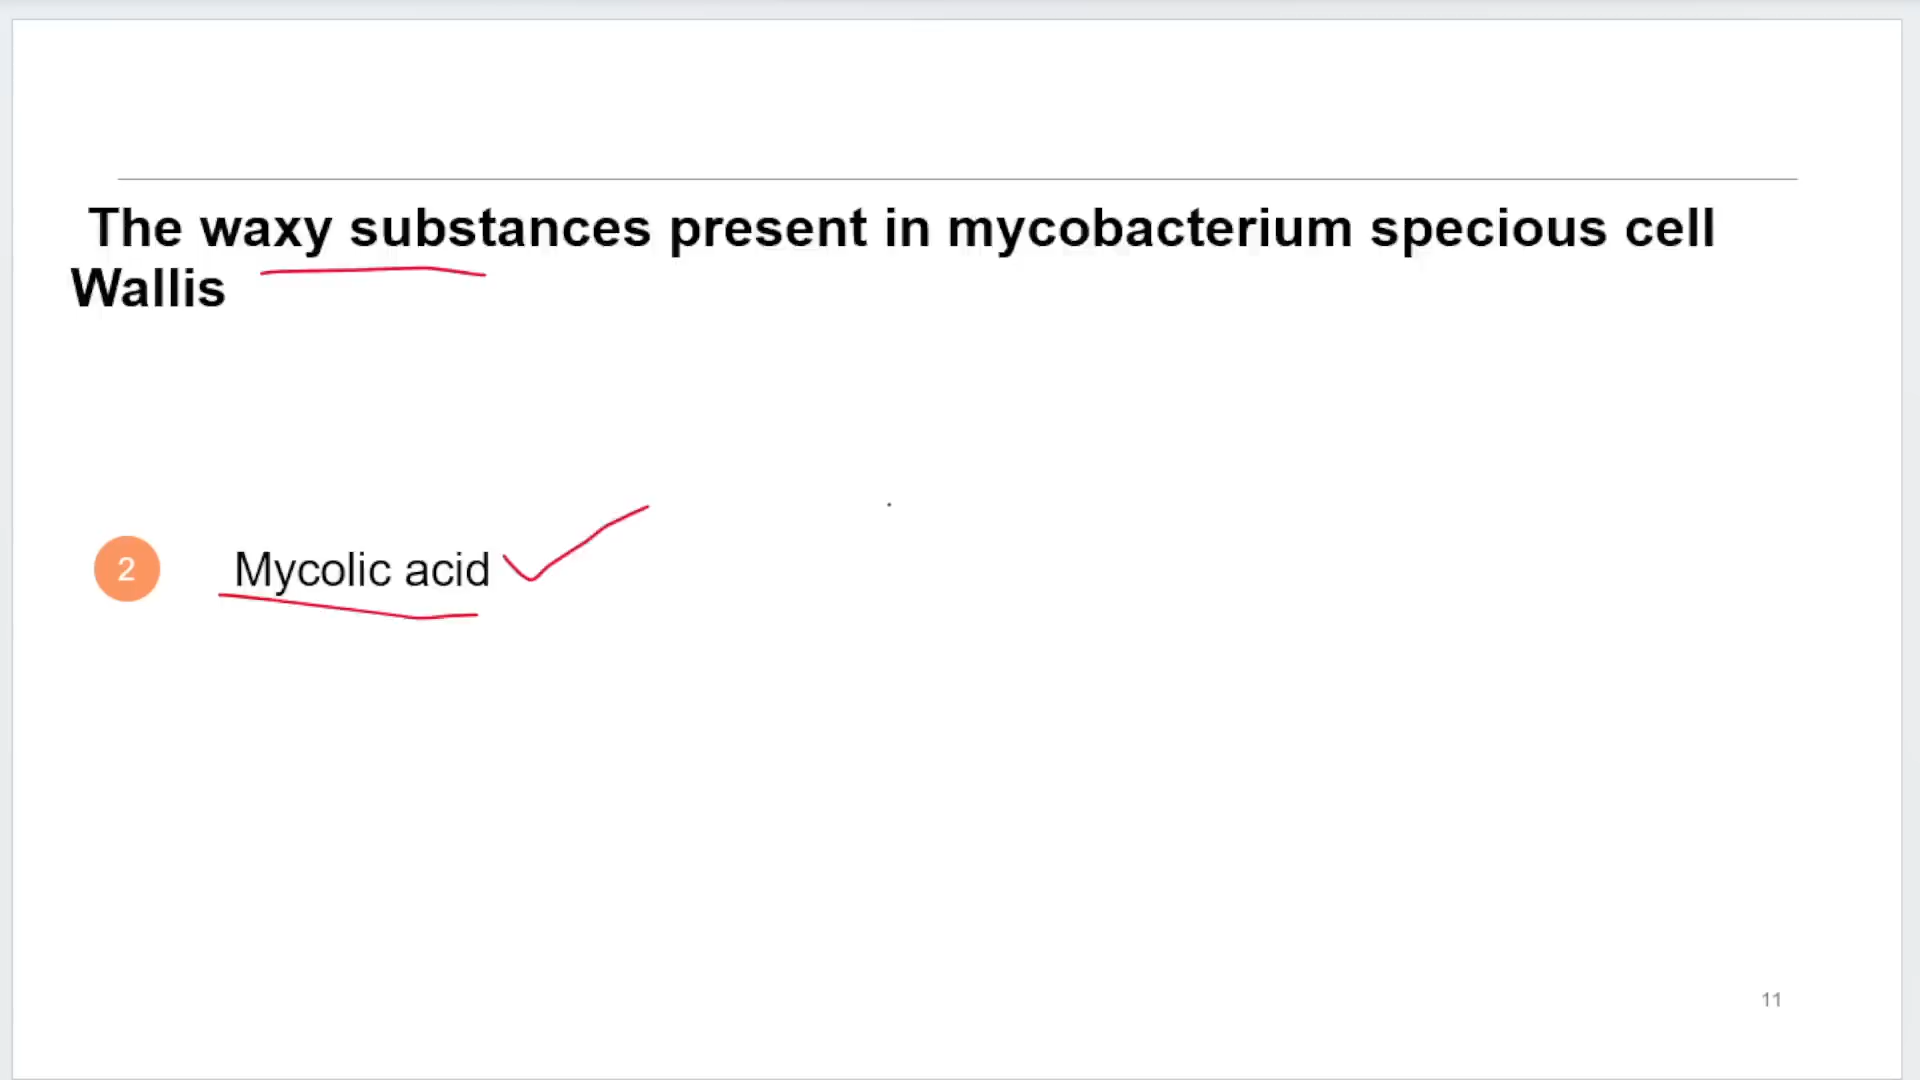 The waxy substances present in mycobacterium specious cell
Wallis
2 Mycolic acid
11